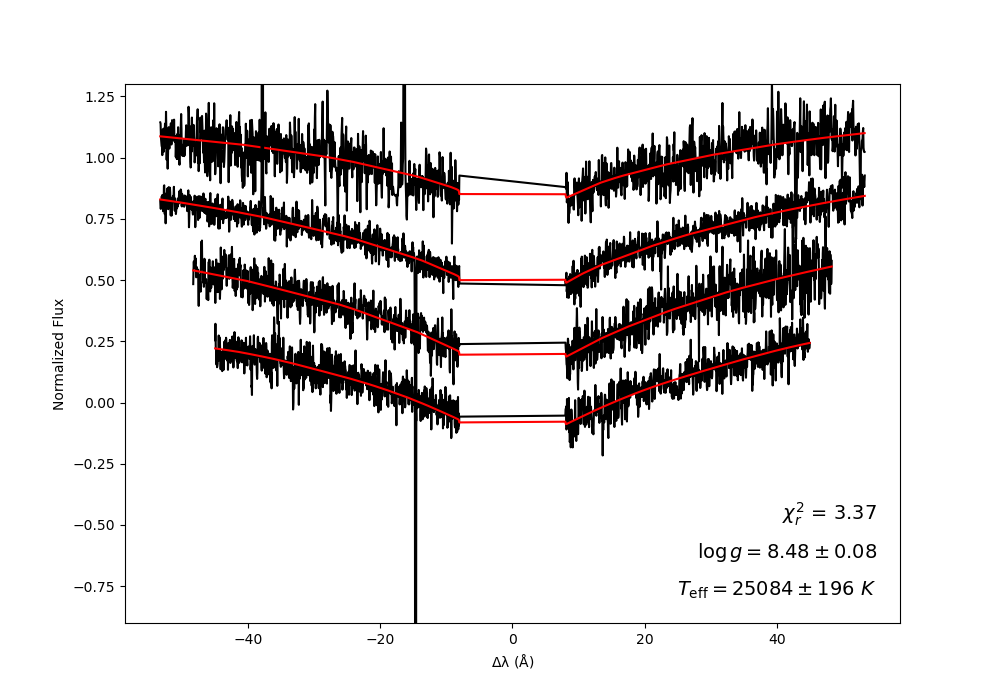 1.25
1.00
0.75
0.50
0.25
0.00
−0.25
−0.50
−0.75
Normalized Flux
χ²ᵣ = 3.37
log g = 8.48 ± 0.08
T_eff = 25084 ± 196 K
−40 −20 0 20 40
Δλ (Å)